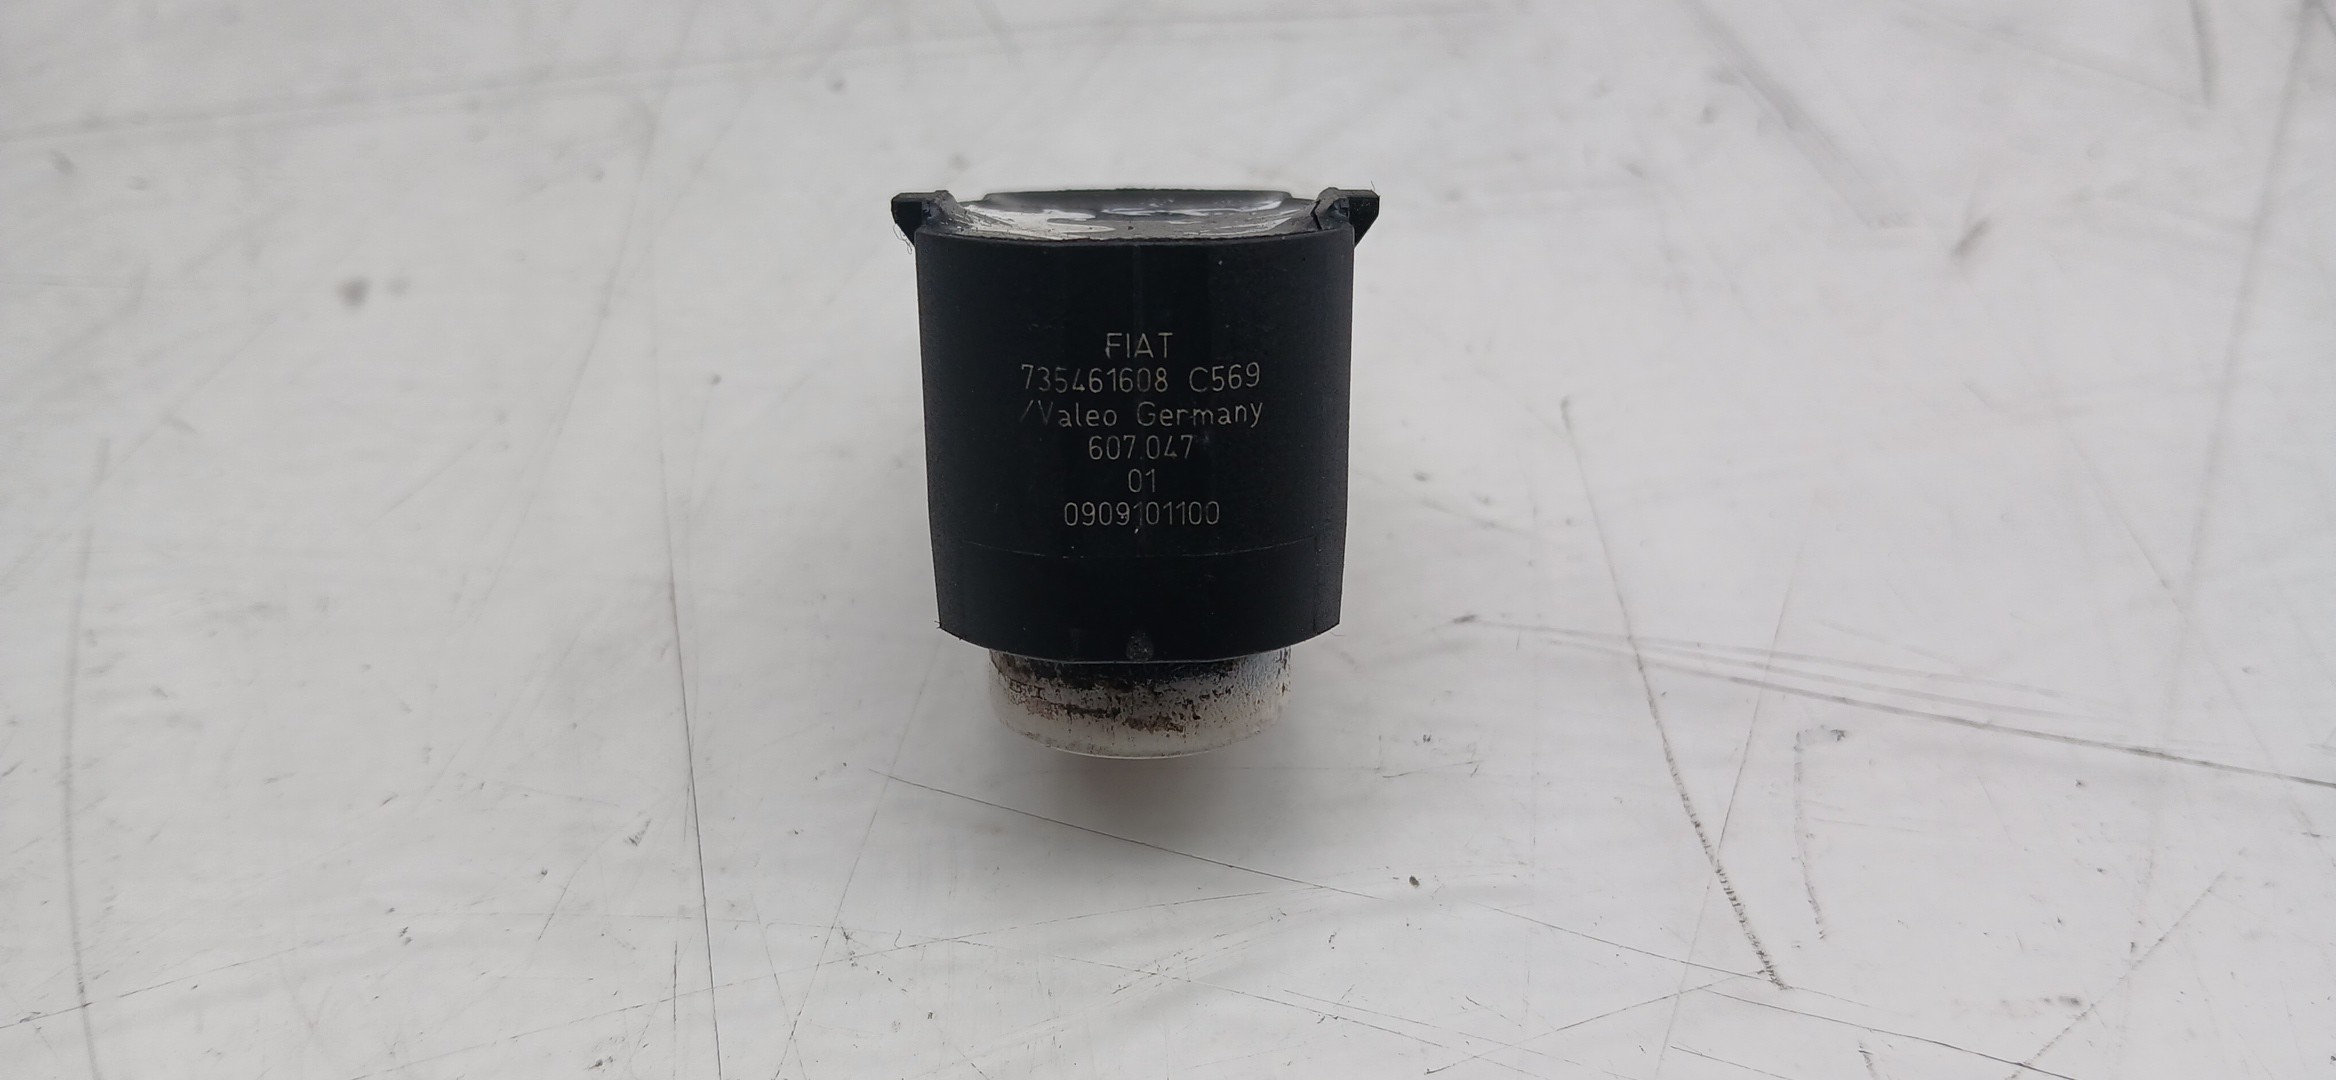 FIAT
735461608 C569
/Valeo Germany
607.047
01
0909101100